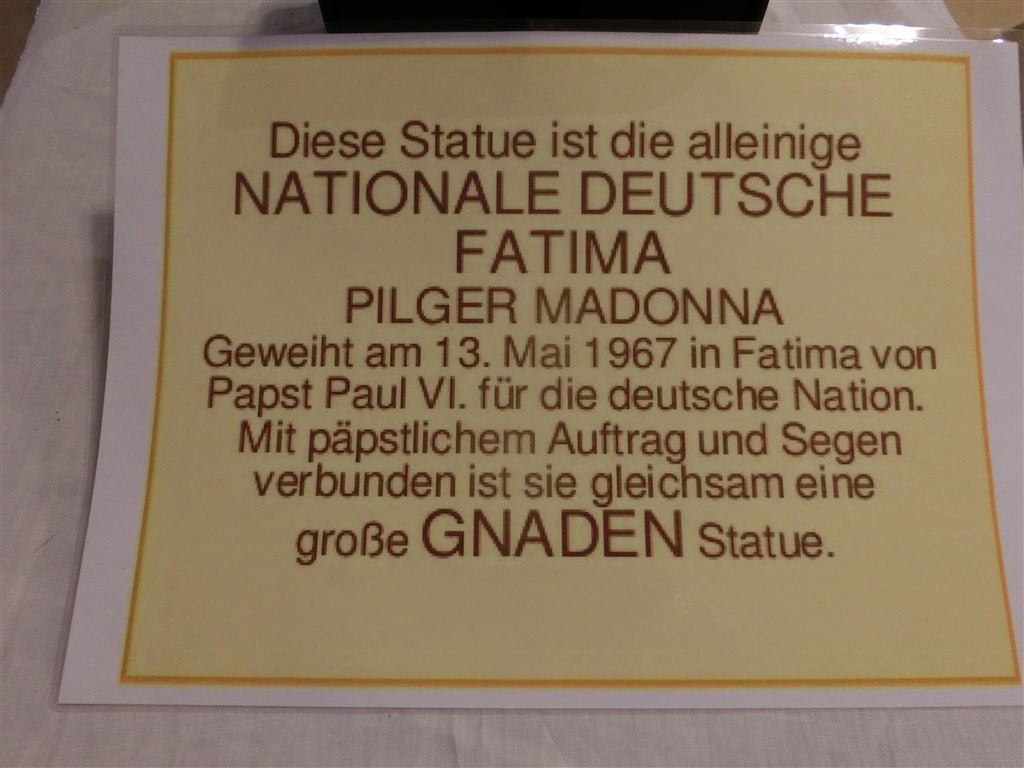 Diese Statue ist die alleinige
NATIONALE DEUTSCHE
FATIMA
PILGER MADONNA
Geweiht am 13. Mai 1967 in Fatima von
Papst Paul VI. für die deutsche Nation.
Mit päpstlichem Auftrag und Segen
verbunden ist sie gleichsam eine
große GNADEN Statue.